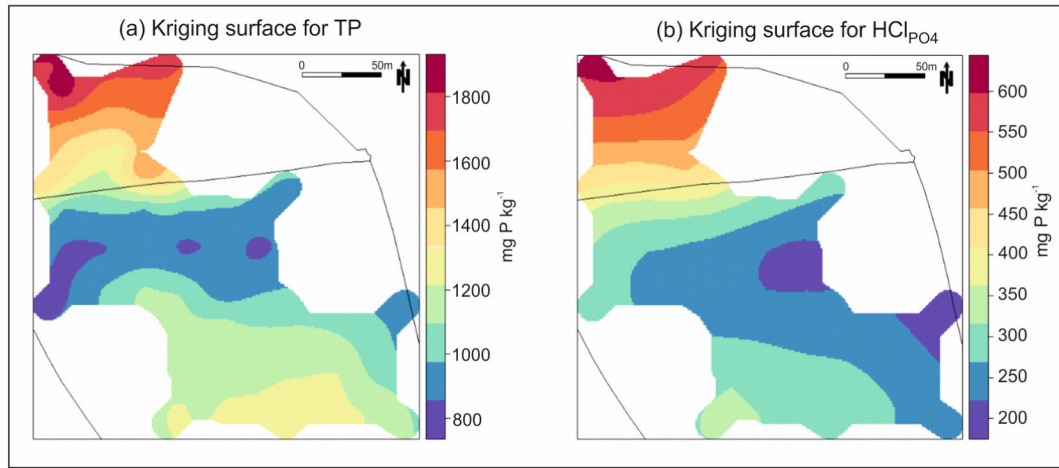 (a) Kriging surface for TP
0 50m
N
1800
1600
1400
1200
1000
800
mg P kg⁻¹
(b) Kriging surface for HCl_PO4
0 50m
N
600
550
500
450
400
350
300
250
200
mg P kg⁻¹